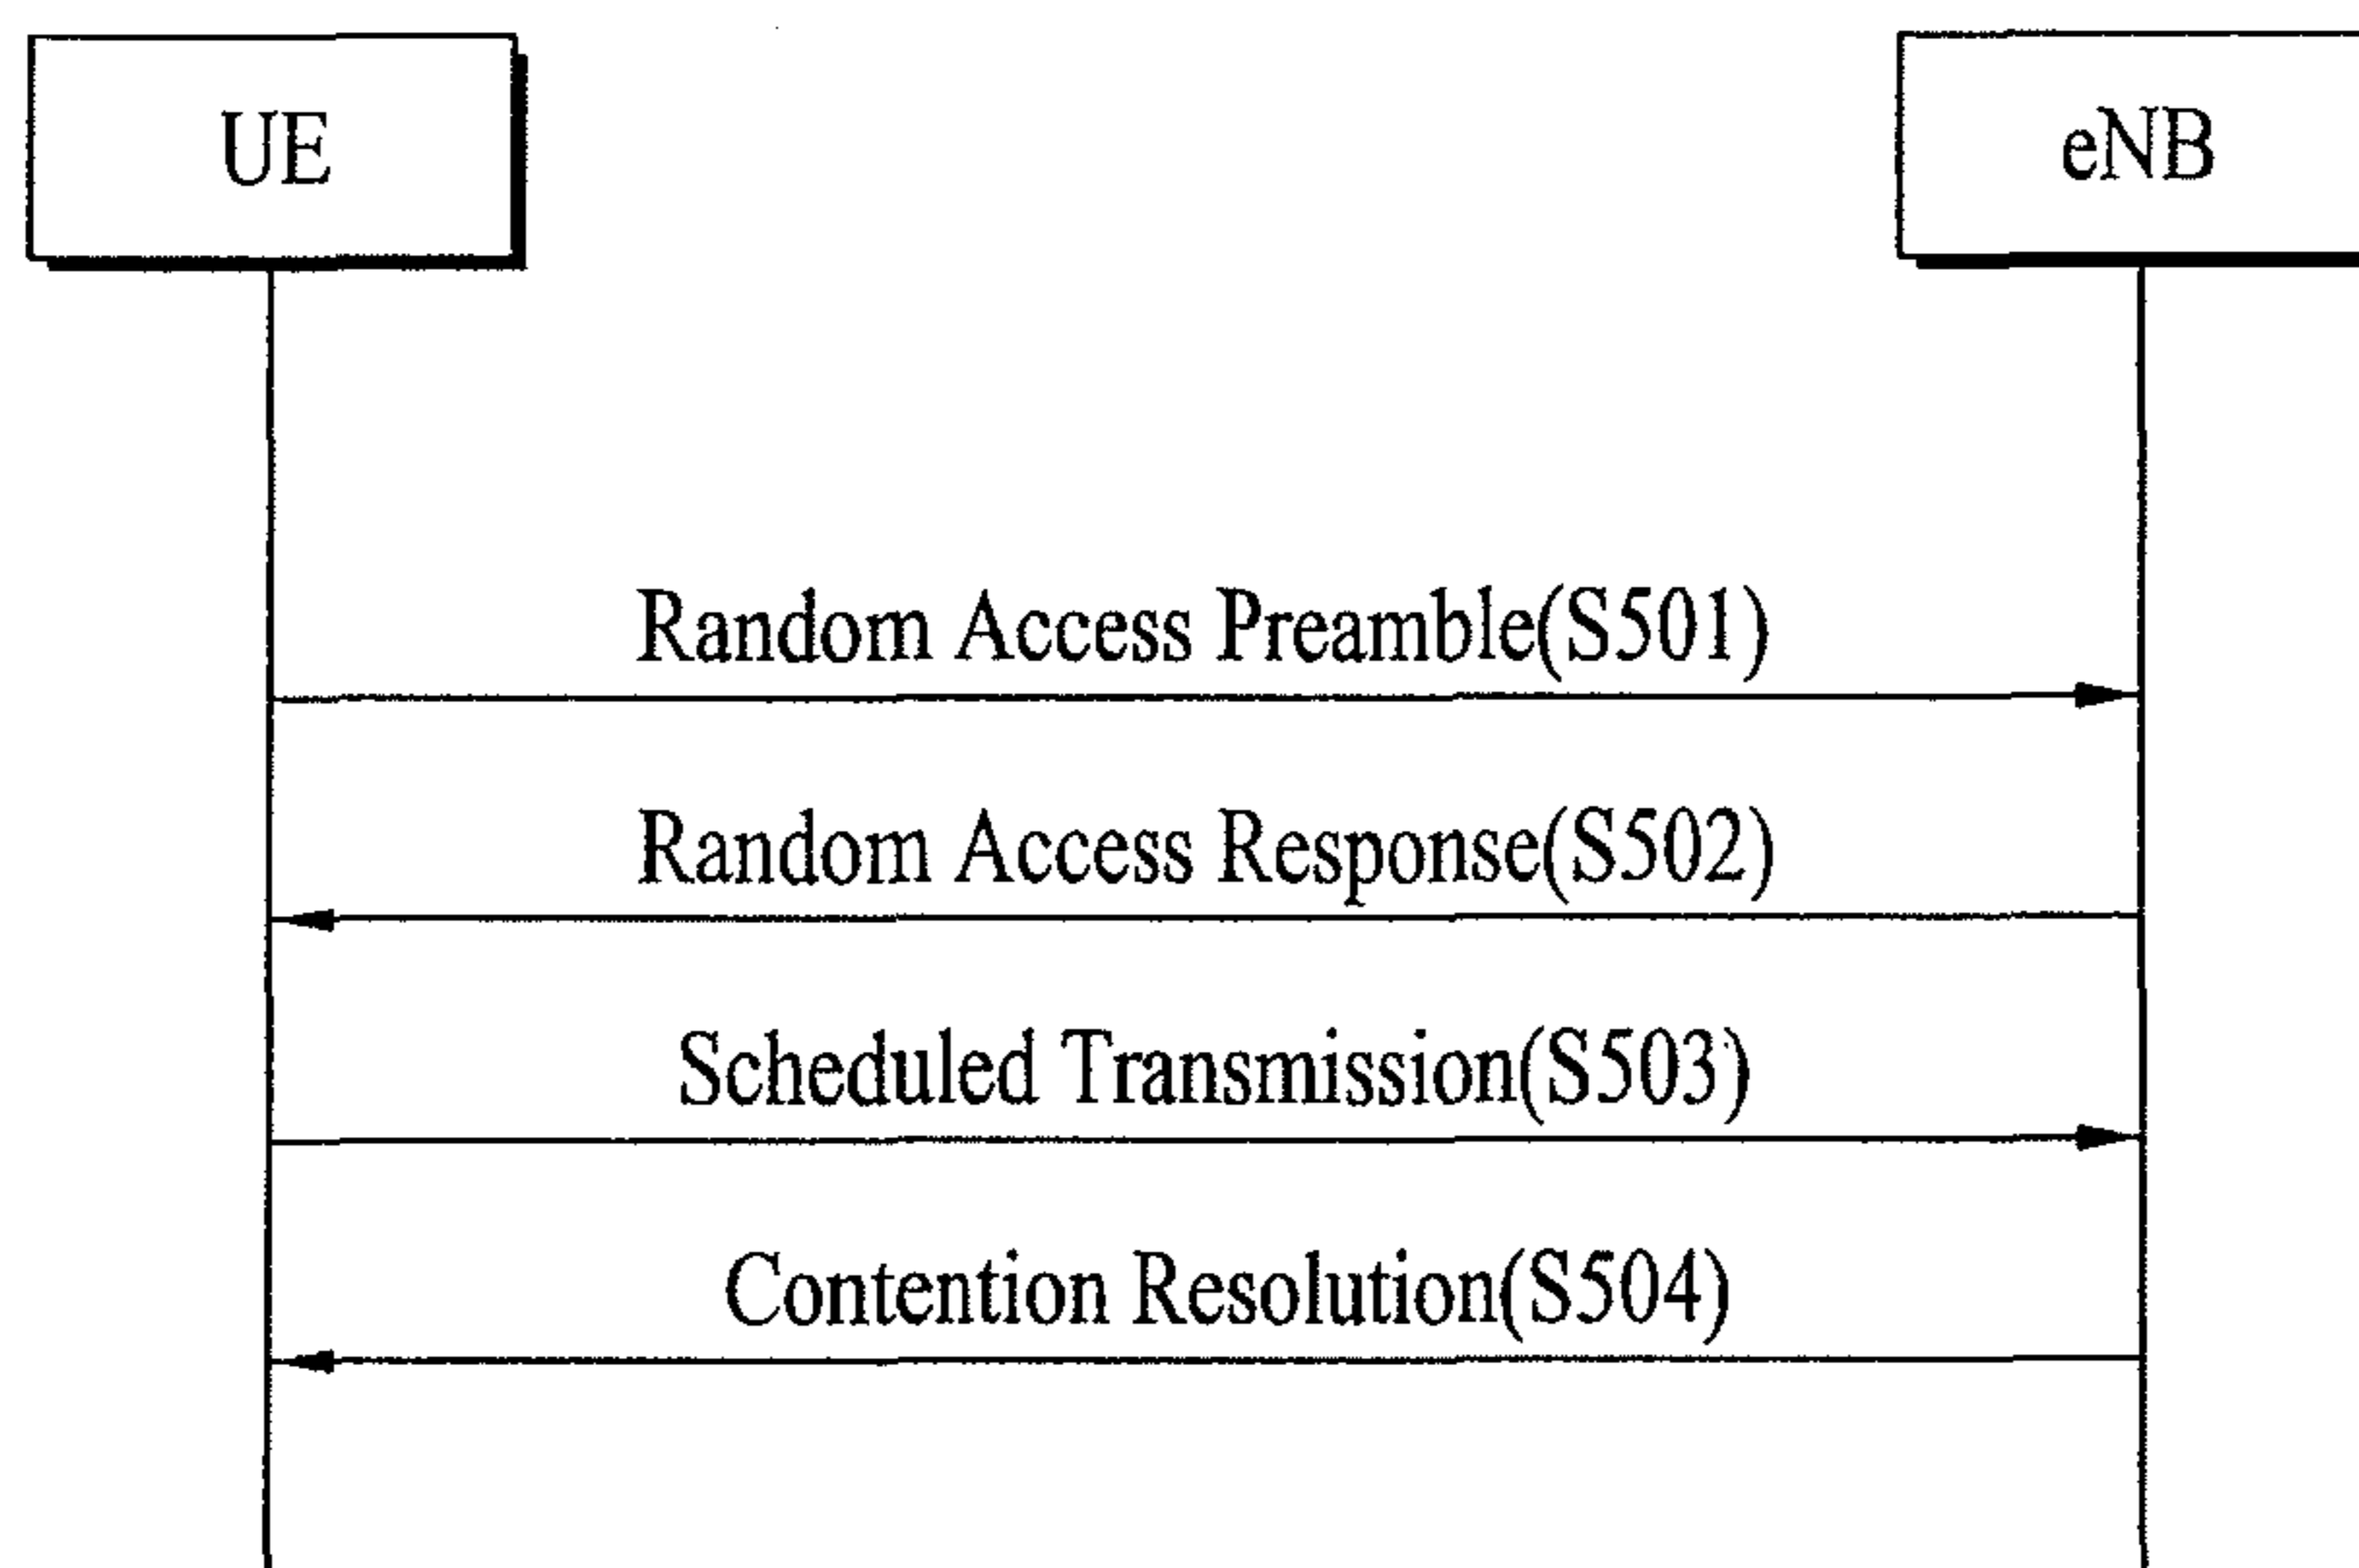 UE
eNB
Random Access Preamble(S501)
Random Access Response(S502)
Scheduled Transmission(S503)
Contention Resolution(S504)